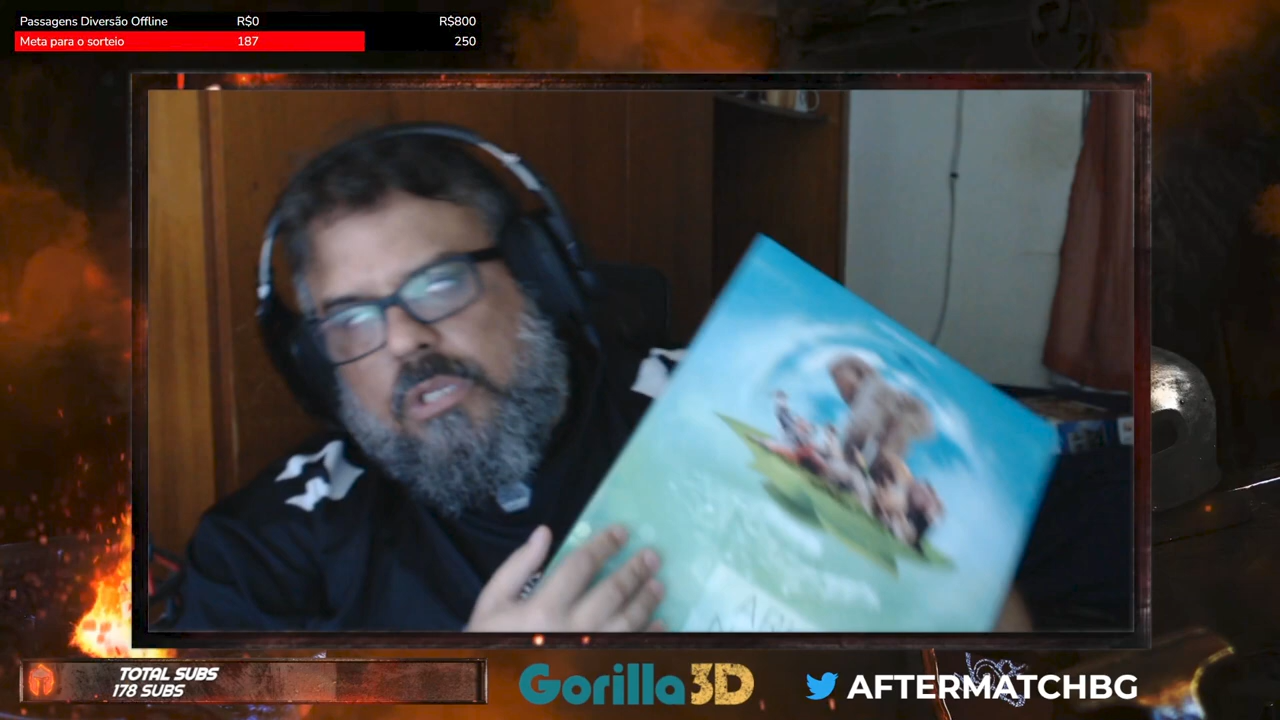 Passagens Diversão Offline R$0 R$800
Meta para o sorteio 187 250
TOTAL SUBS
178 SUBS
Gorilla3D
AFTERMATCHBG